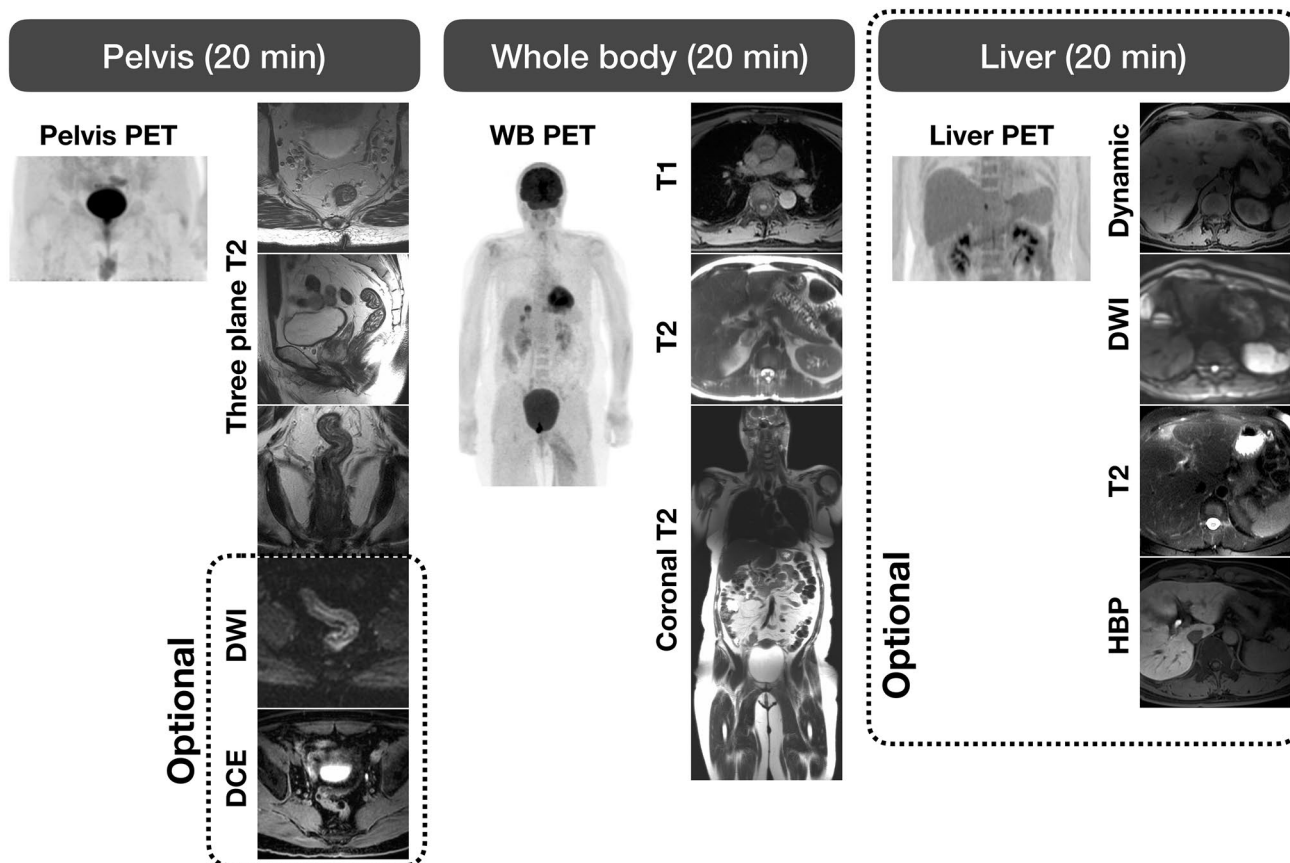 Pelvis (20 min)
Pelvis PET
Three plane T2
Optional
DWI
DCE
Whole body (20 min)
WB PET
T1
T2
Coronal T2
Liver (20 min)
Liver PET
Dynamic
DWI
T2
HBP
Optional